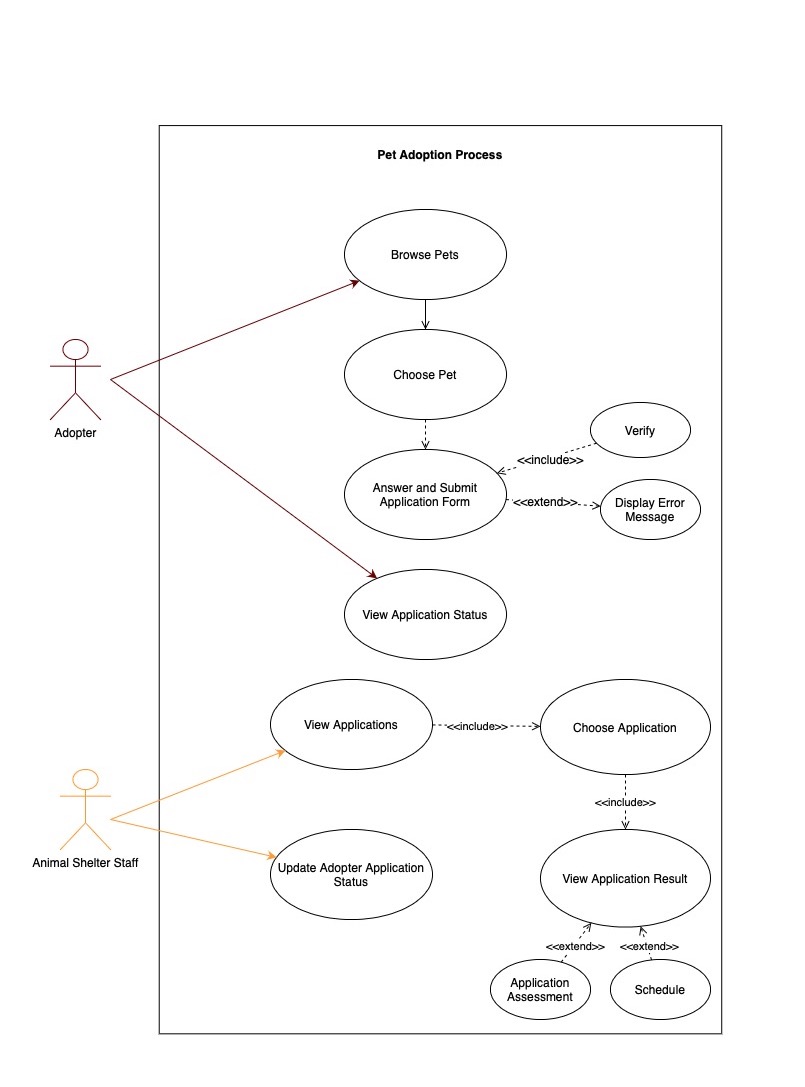 Pet Adoption Process
Browse Pets
Choose Pet
Adopter
Verify
<<include>>
Answer and Submit
Application Form
<<extend>>
Display Error
Message
View Application Status
View Applications
<<include>>
Choose Application
<<include>>
Animal Shelter Staff
Update Adopter Application
Status
View Application Result
<<extend>>
<<extend>>
Application
Assessment
Schedule